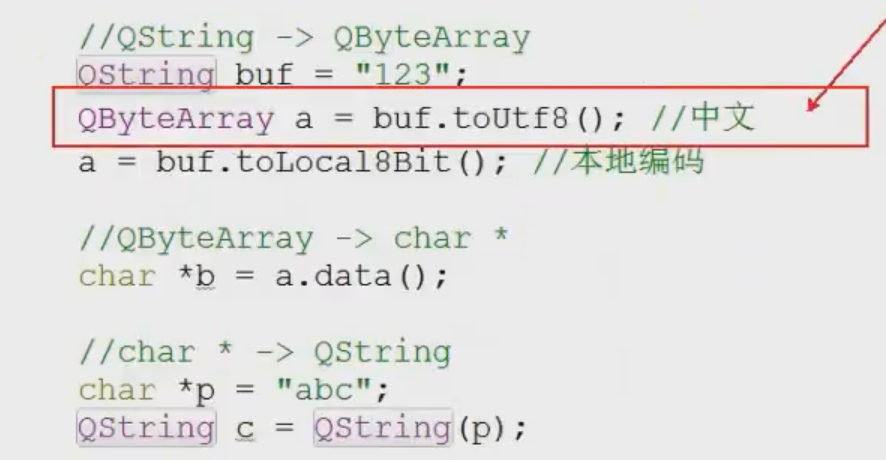 //QString -> QByteArray
QString buf = "123";
QByteArray a = buf.toUtf8(); //中文
a = buf.toLocal8Bit(); //本地编码
//QByteArray -> char *
char *b = a.data();
//char * -> QString
char *p = "abc";
QString c = QString(p);